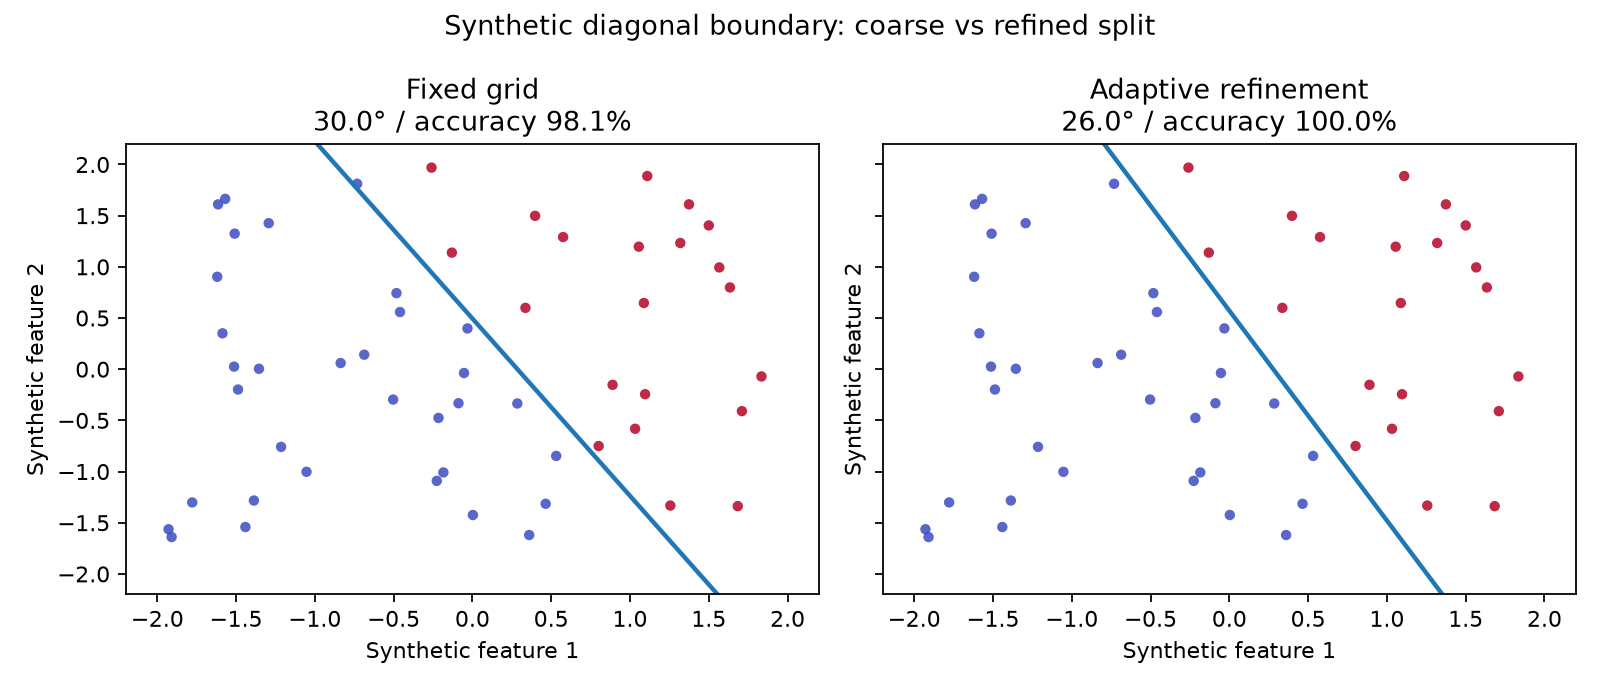 Synthetic diagonal boundary: coarse vs refined split
Fixed grid
30.0° / accuracy 98.1%
2.0
1.5
1.0
0.5
0.0
−0.5
−1.0
−1.5
−2.0
Synthetic feature 2
−2.0 −1.5 −1.0 −0.5 0.0 0.5 1.0 1.5 2.0
Synthetic feature 1
Adaptive refinement
26.0° / accuracy 100.0%
Synthetic feature 2
−2.0 −1.5 −1.0 −0.5 0.0 0.5 1.0 1.5 2.0
Synthetic feature 1